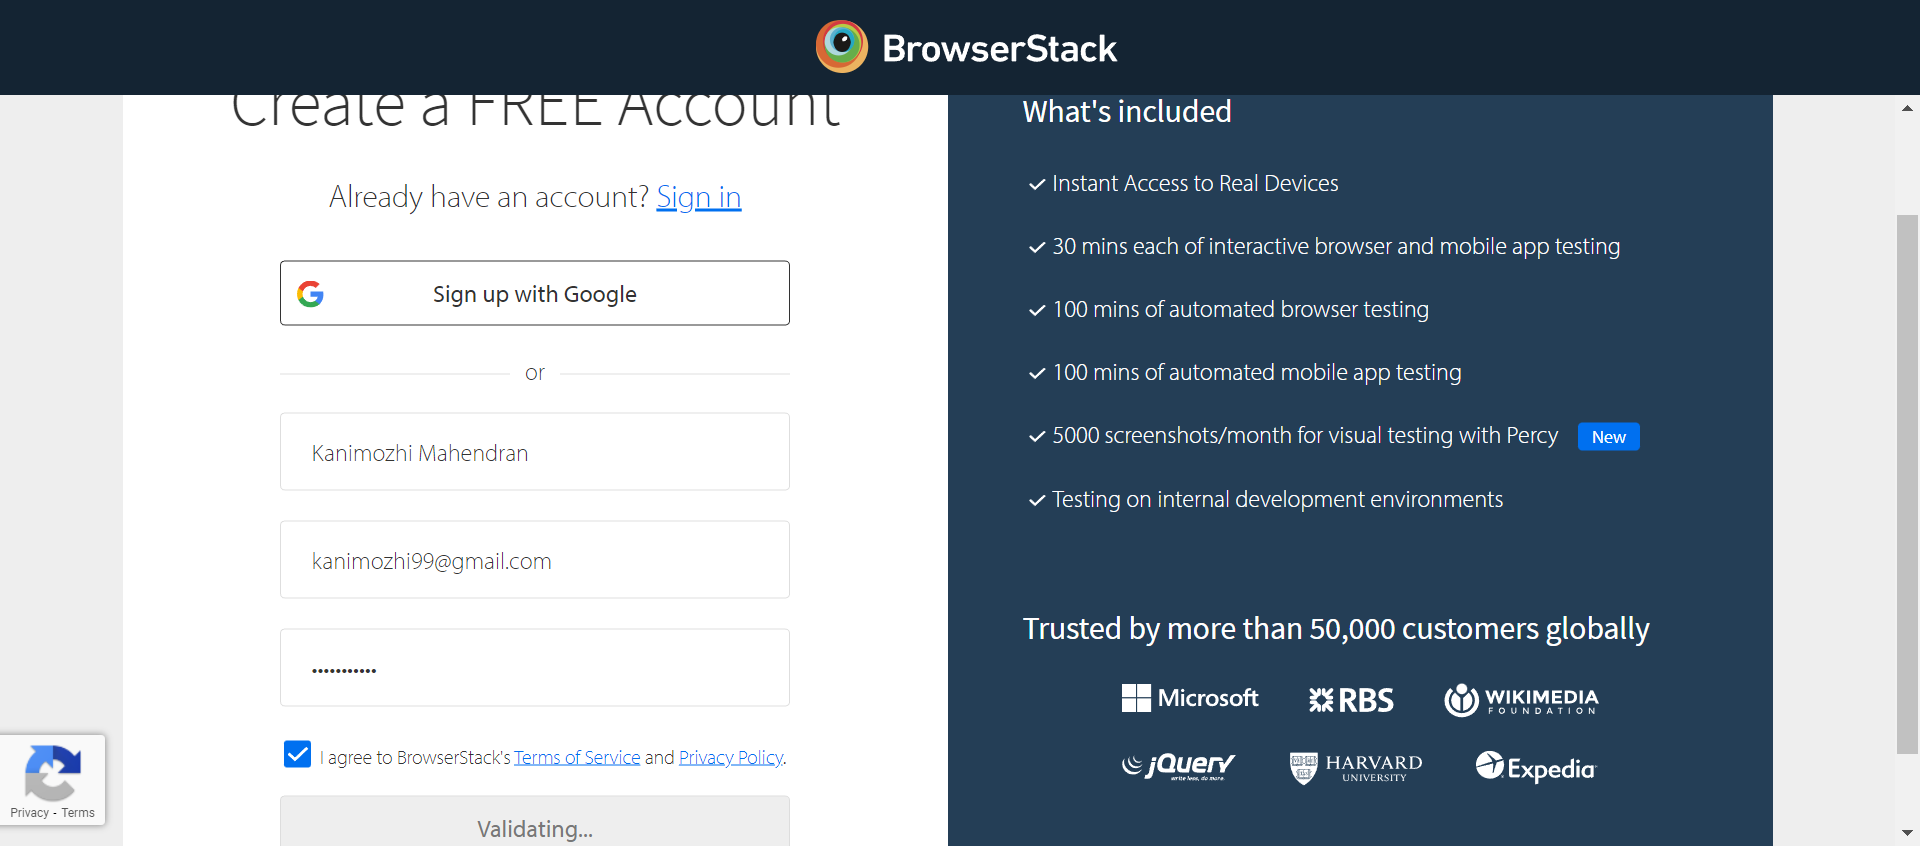 BrowserStack
Create a FREE Account
Already have an account? Sign in
Sign up with Google
or
Kanimozhi Mahendran
kanimozhi99@gmail.com
•••••••••••
I agree to BrowserStack's Terms of Service and Privacy Policy.
Validating...
Privacy - Terms
What's included
Instant Access to Real Devices
30 mins each of interactive browser and mobile app testing
100 mins of automated browser testing
100 mins of automated mobile app testing
5000 screenshots/month for visual testing with Percy New
Testing on internal development environments
Trusted by more than 50,000 customers globally
Microsoft RBS WIKIMEDIA
FOUNDATION
jQuery HARVARD Expedia
write less, do more. UNIVERSITY